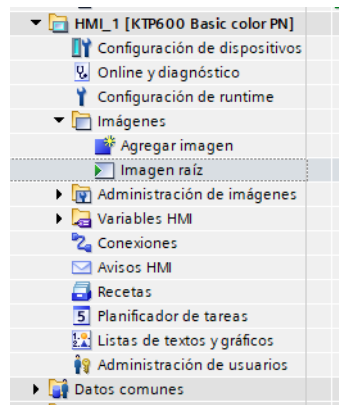 HMI_1 [KTP600 Basic color PN]
Configuración de dispositivos
Online y diagnóstico
Configuración de runtime
Imágenes
Agregar imagen
Imagen raíz
Administración de imágenes
Variables HMI
Conexiones
Avisos HMI
Recetas
Planificador de tareas
Listas de textos y gráficos
Administración de usuarios
Datos comunes